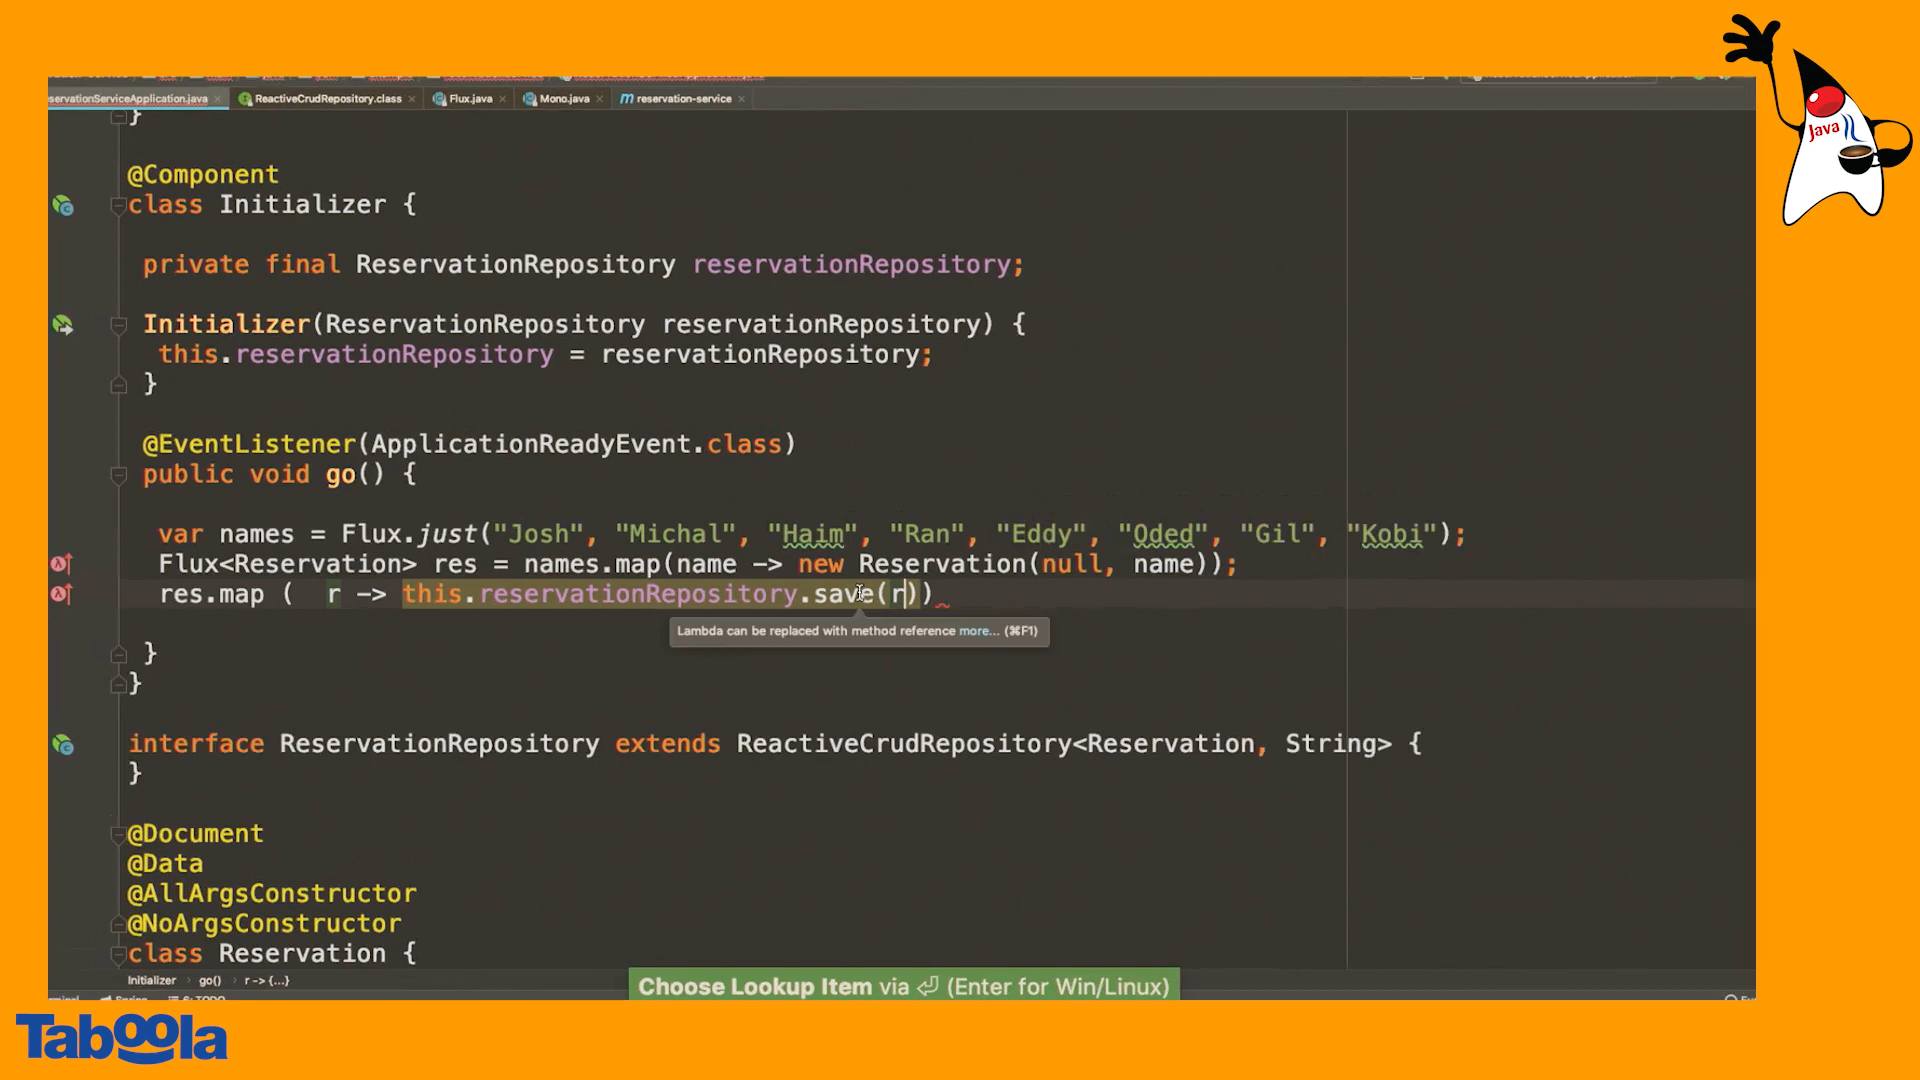 servationServiceApplication.java
ReactiveCrudRepository.class
Flux.java
Mono.java
reservation-service
}
@Component
class Initializer {
private final ReservationRepository reservationRepository;
Initializer(ReservationRepository reservationRepository) {
this.reservationRepository = reservationRepository;
}
@EventListener(ApplicationReadyEvent.class)
public void go() {
var names = Flux.just("Josh", "Michal", "Haim", "Ran", "Eddy", "Oded", "Gil", "Kobi");
Flux<Reservation> res = names.map(name -> new Reservation(null, name));
res.map ( r -> this.reservationRepository.save(r))
Lambda can be replaced with method reference more... (⌘F1)
}
}
interface ReservationRepository extends ReactiveCrudRepository<Reservation, String> {
}
@Document
@Data
@AllArgsConstructor
@NoArgsConstructor
class Reservation {
Initializer › go() › r -> {...}
Choose Lookup Item via ⏎ (Enter for Win/Linux)
Java
Taboola